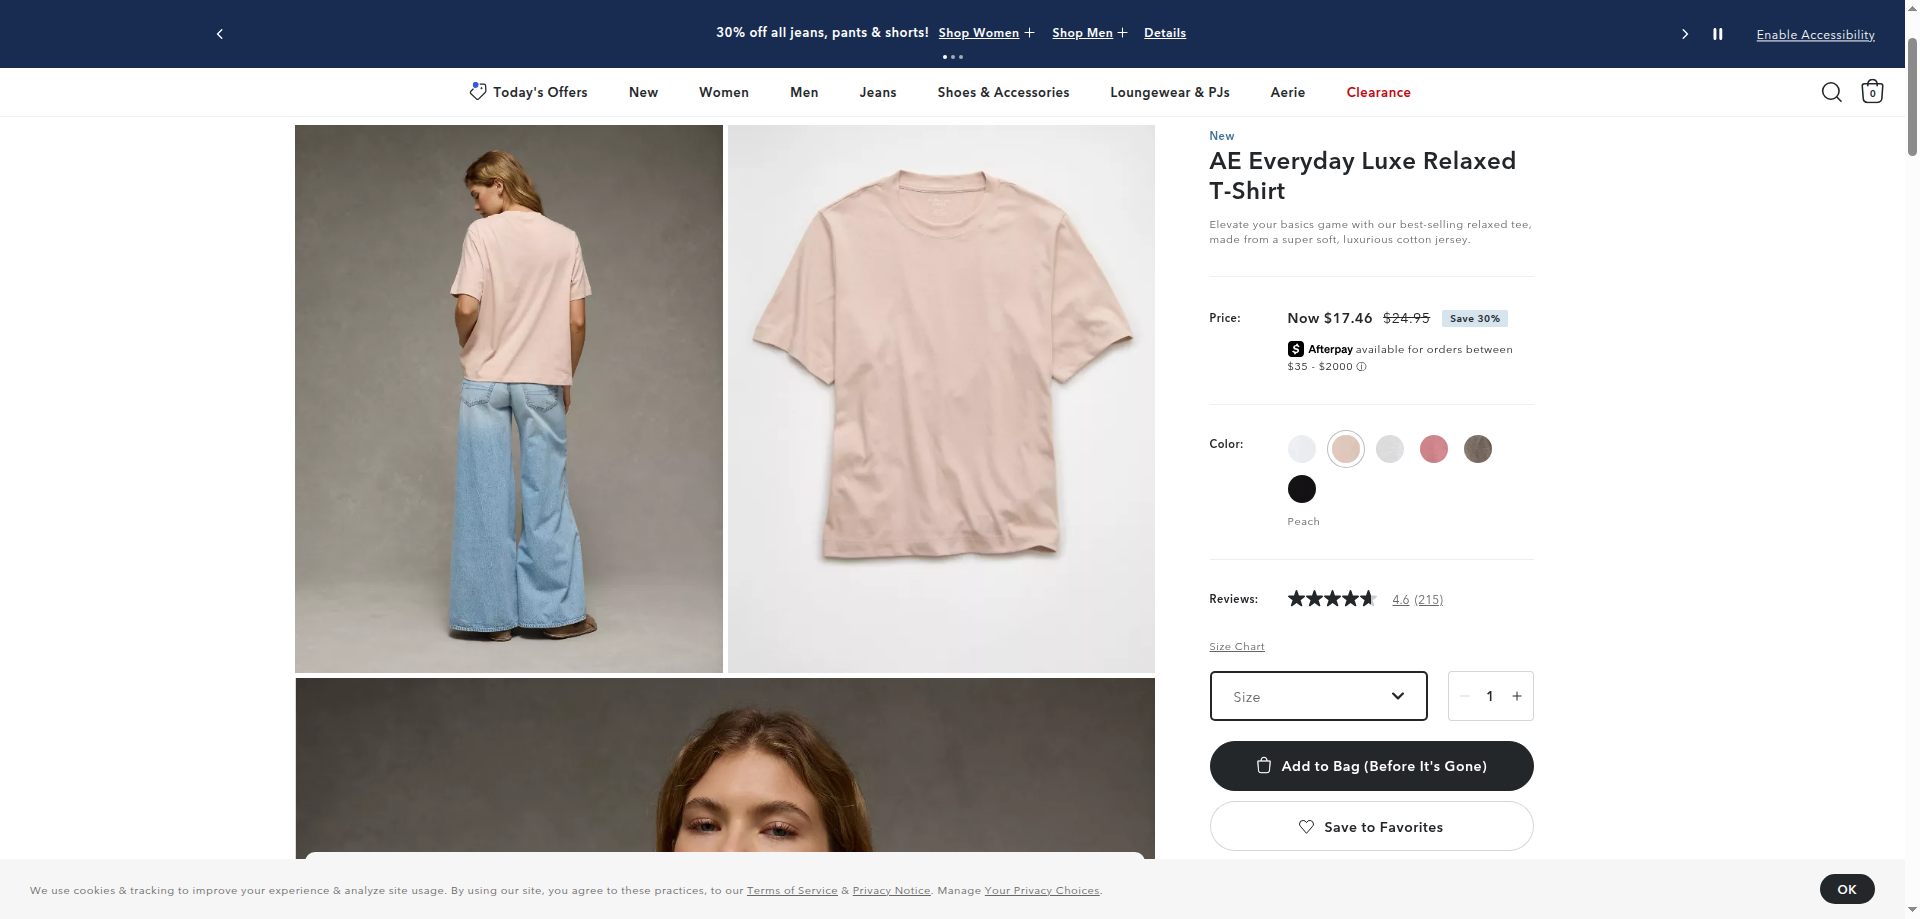 30% off all jeans, pants & shorts! Shop Women + Shop Men + Details
Enable Accessibility
Today's Offers New Women Men Jeans Shoes & Accessories Loungewear & PJs Aerie Clearance
0
New
AE Everyday Luxe Relaxed
T-Shirt
Elevate your basics game with our best-selling relaxed tee,
made from a super soft, luxurious cotton jersey.
Price: Now $17.46 $24.95 Save 30%
Afterpay available for orders between
$35 - $2000 ⓘ
Color:
Peach
Reviews: 4.6 (215)
Size Chart
Size
− 1 +
Add to Bag (Before It's Gone)
Save to Favorites
We use cookies & tracking to improve your experience & analyze site usage. By using our site, you agree to these practices, to our Terms of Service & Privacy Notice. Manage Your Privacy Choices.
OK